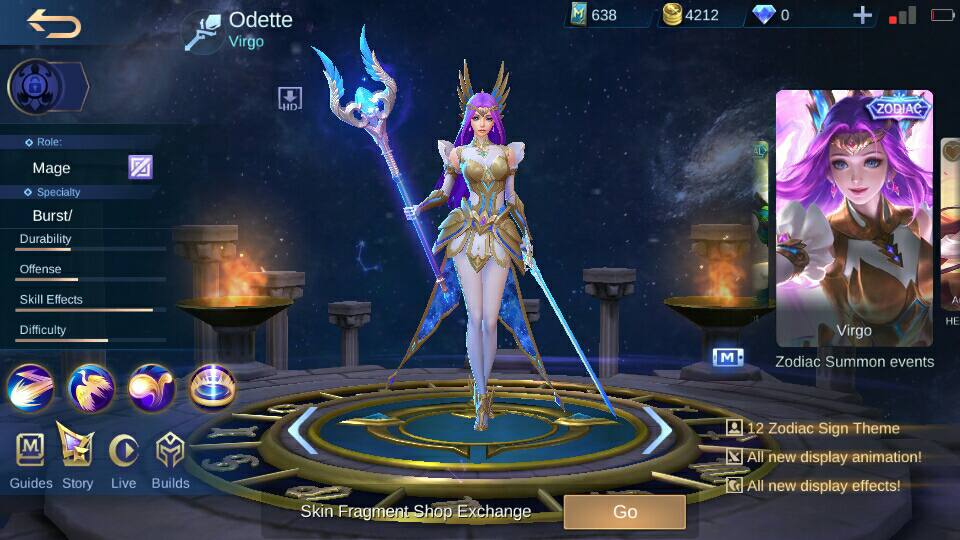 Odette
Virgo
638
4212
0
HD
Role:
Mage
Specialty
Burst/
Durability
Offense
Skill Effects
Difficulty
Guides
Story
Live
Builds
ZODIAC
Virgo
M
Zodiac Summon events
12 Zodiac Sign Theme
All new display animation!
All new display effects!
Skin Fragment Shop Exchange
Go